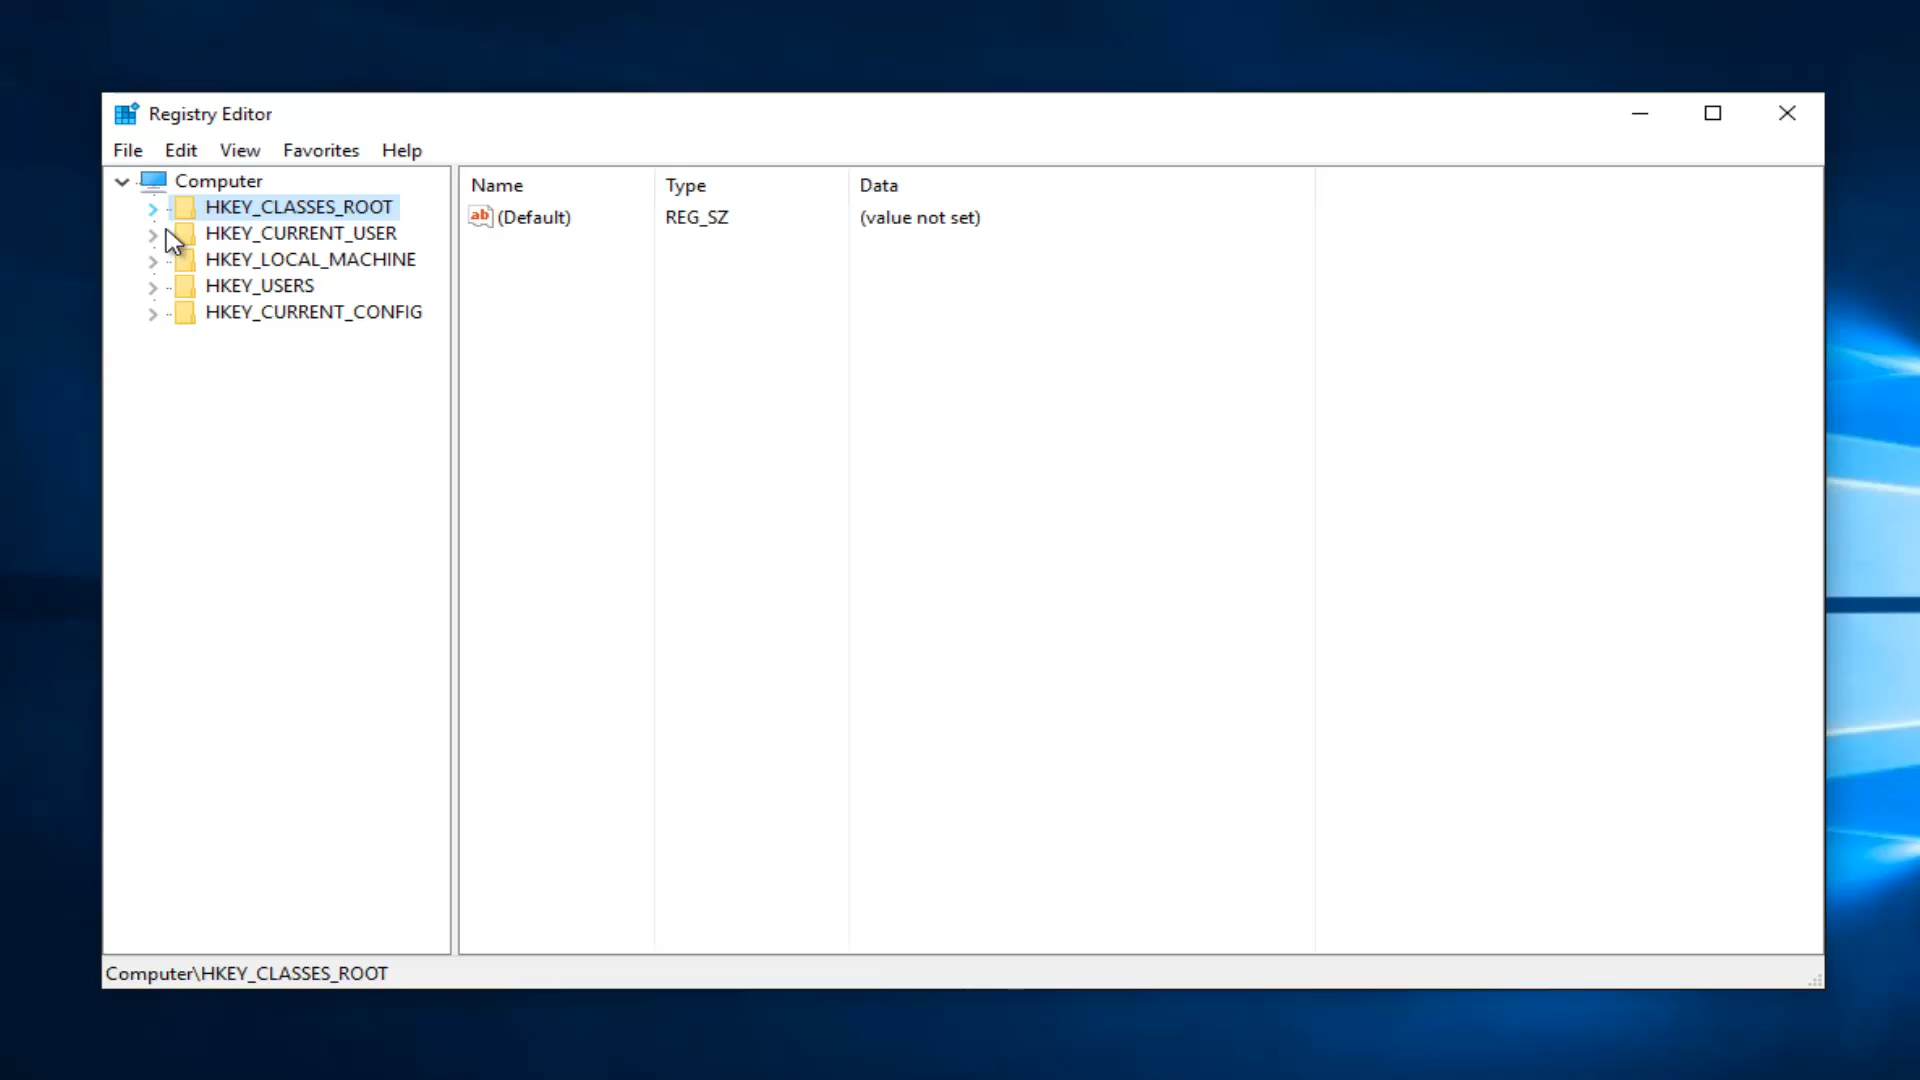 Registry Editor
File Edit View Favorites Help
Computer
HKEY_CLASSES_ROOT
HKEY_CURRENT_USER
HKEY_LOCAL_MACHINE
HKEY_USERS
HKEY_CURRENT_CONFIG
Name Type Data
ab (Default) REG_SZ (value not set)
Computer\HKEY_CLASSES_ROOT